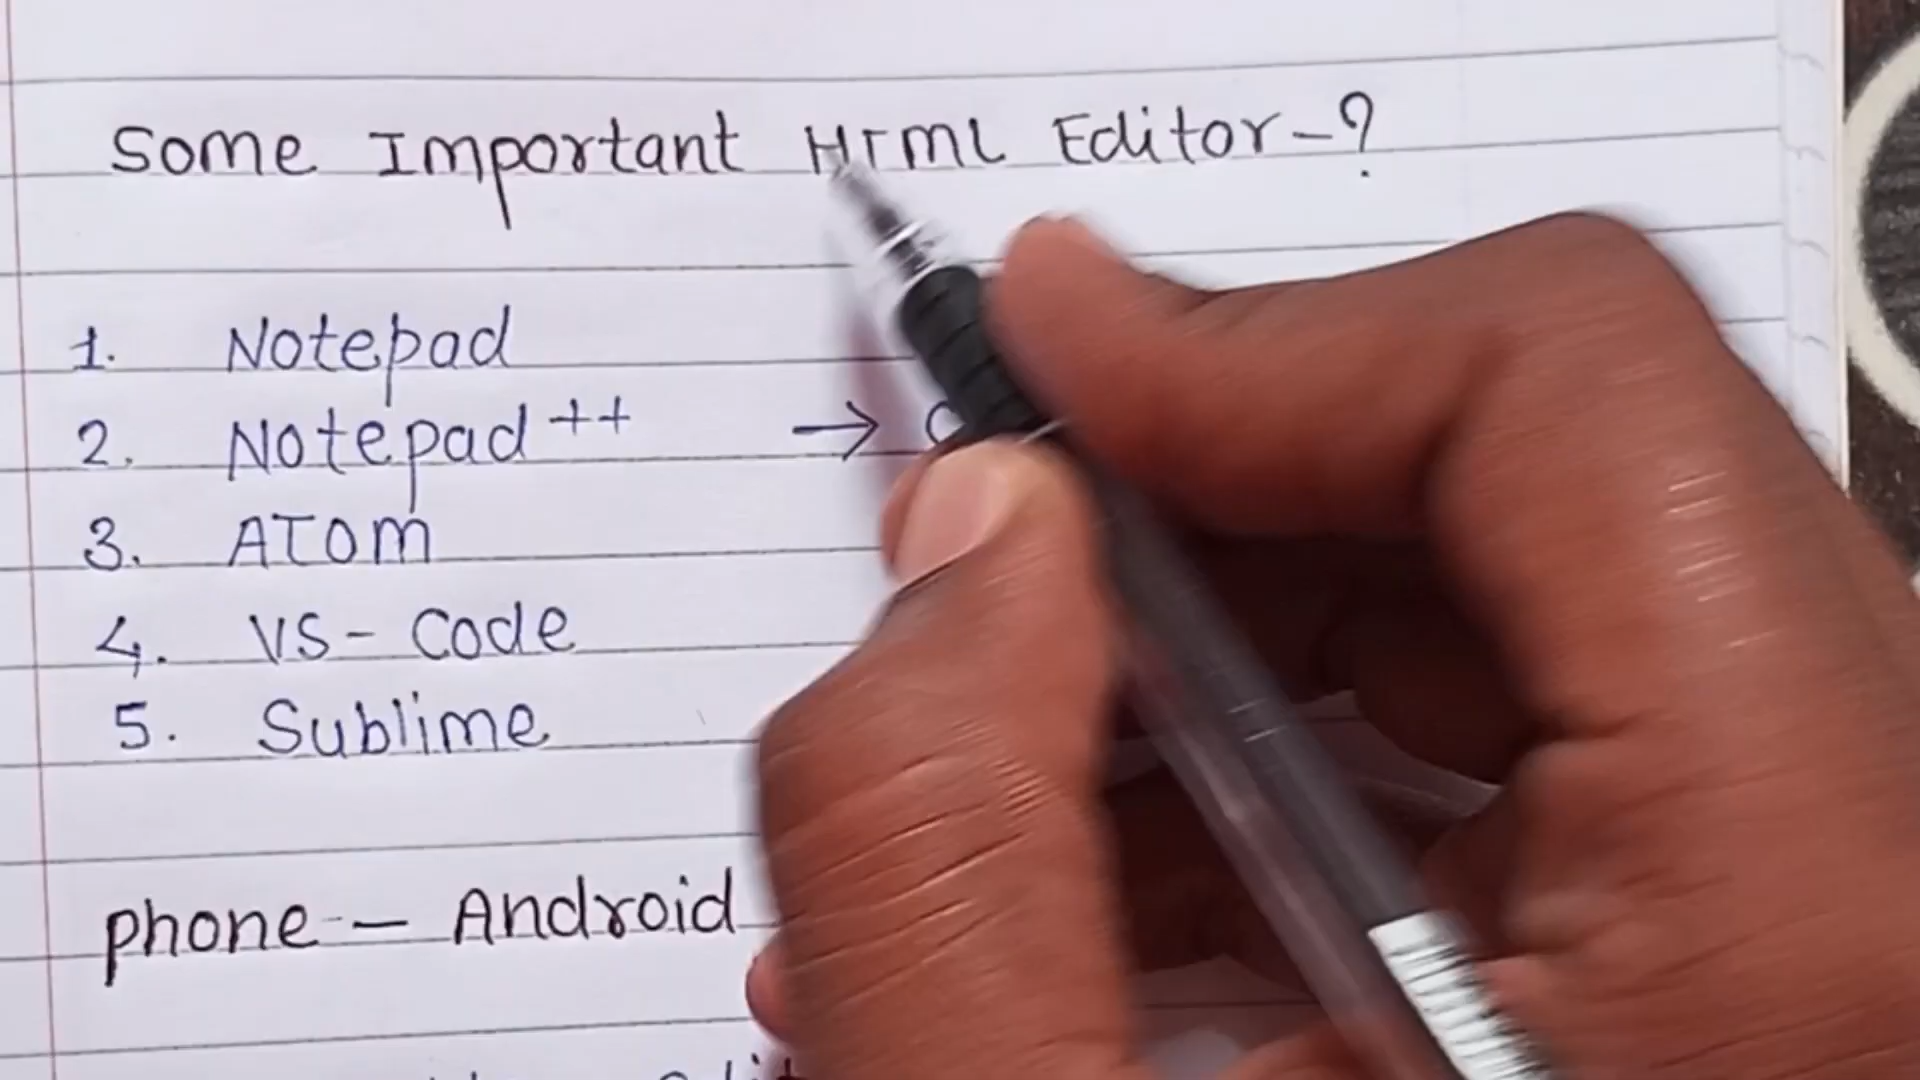 Some Important HTML Editor-?
1. Notepad
2. Notepad ++ →
3. ATOM
4. VS- Code
5. Sublime
phone - Android